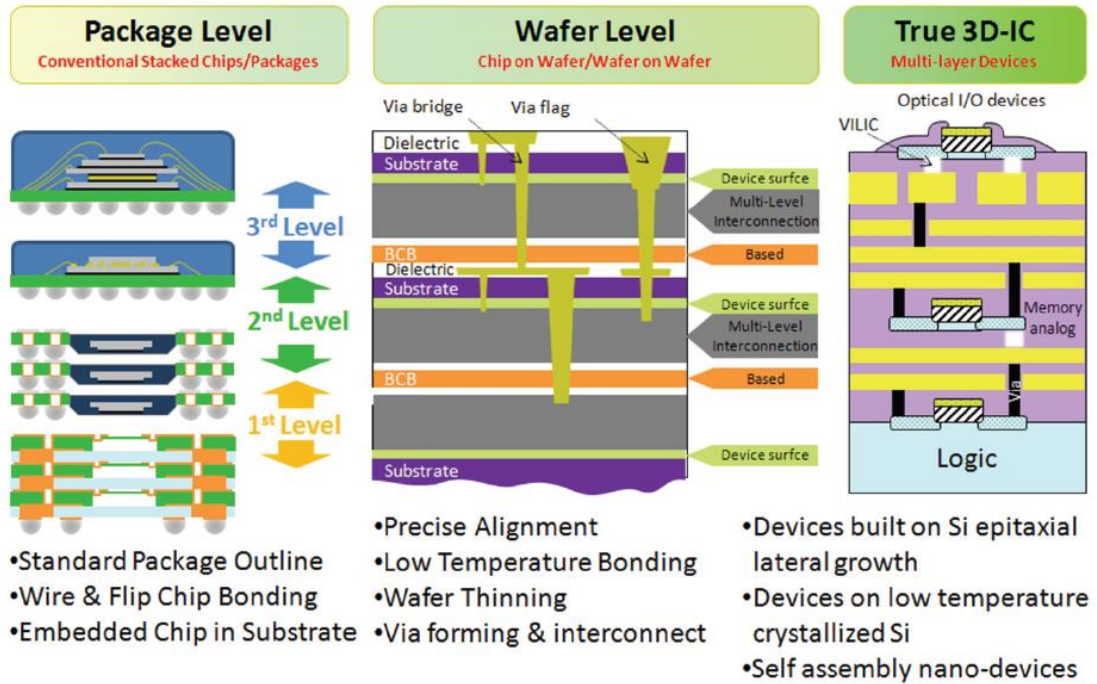 Package Level
Conventional Stacked Chips/Packages
3rd Level
2nd Level
1st Level
•Standard Package Outline
•Wire & Flip Chip Bonding
•Embedded Chip in Substrate
Wafer Level
Chip on Wafer/Wafer on Wafer
Via bridge
Via flag
Dielectric
Substrate
Device surfce
Multi-Level
Interconnection
BCB
Based
Dielectric
Substrate
Device surfce
Multi-Level
Interconnection
BCB
Based
Device surfce
Substrate
•Precise Alignment
•Low Temperature Bonding
•Wafer Thinning
•Via forming & interconnect
True 3D-IC
Multi-layer Devices
Optical I/O devices
VILIC
Memory
analog
Via
Logic
•Devices built on Si epitaxial
lateral growth
•Devices on low temperature
crystallized Si
•Self assembly nano-devices